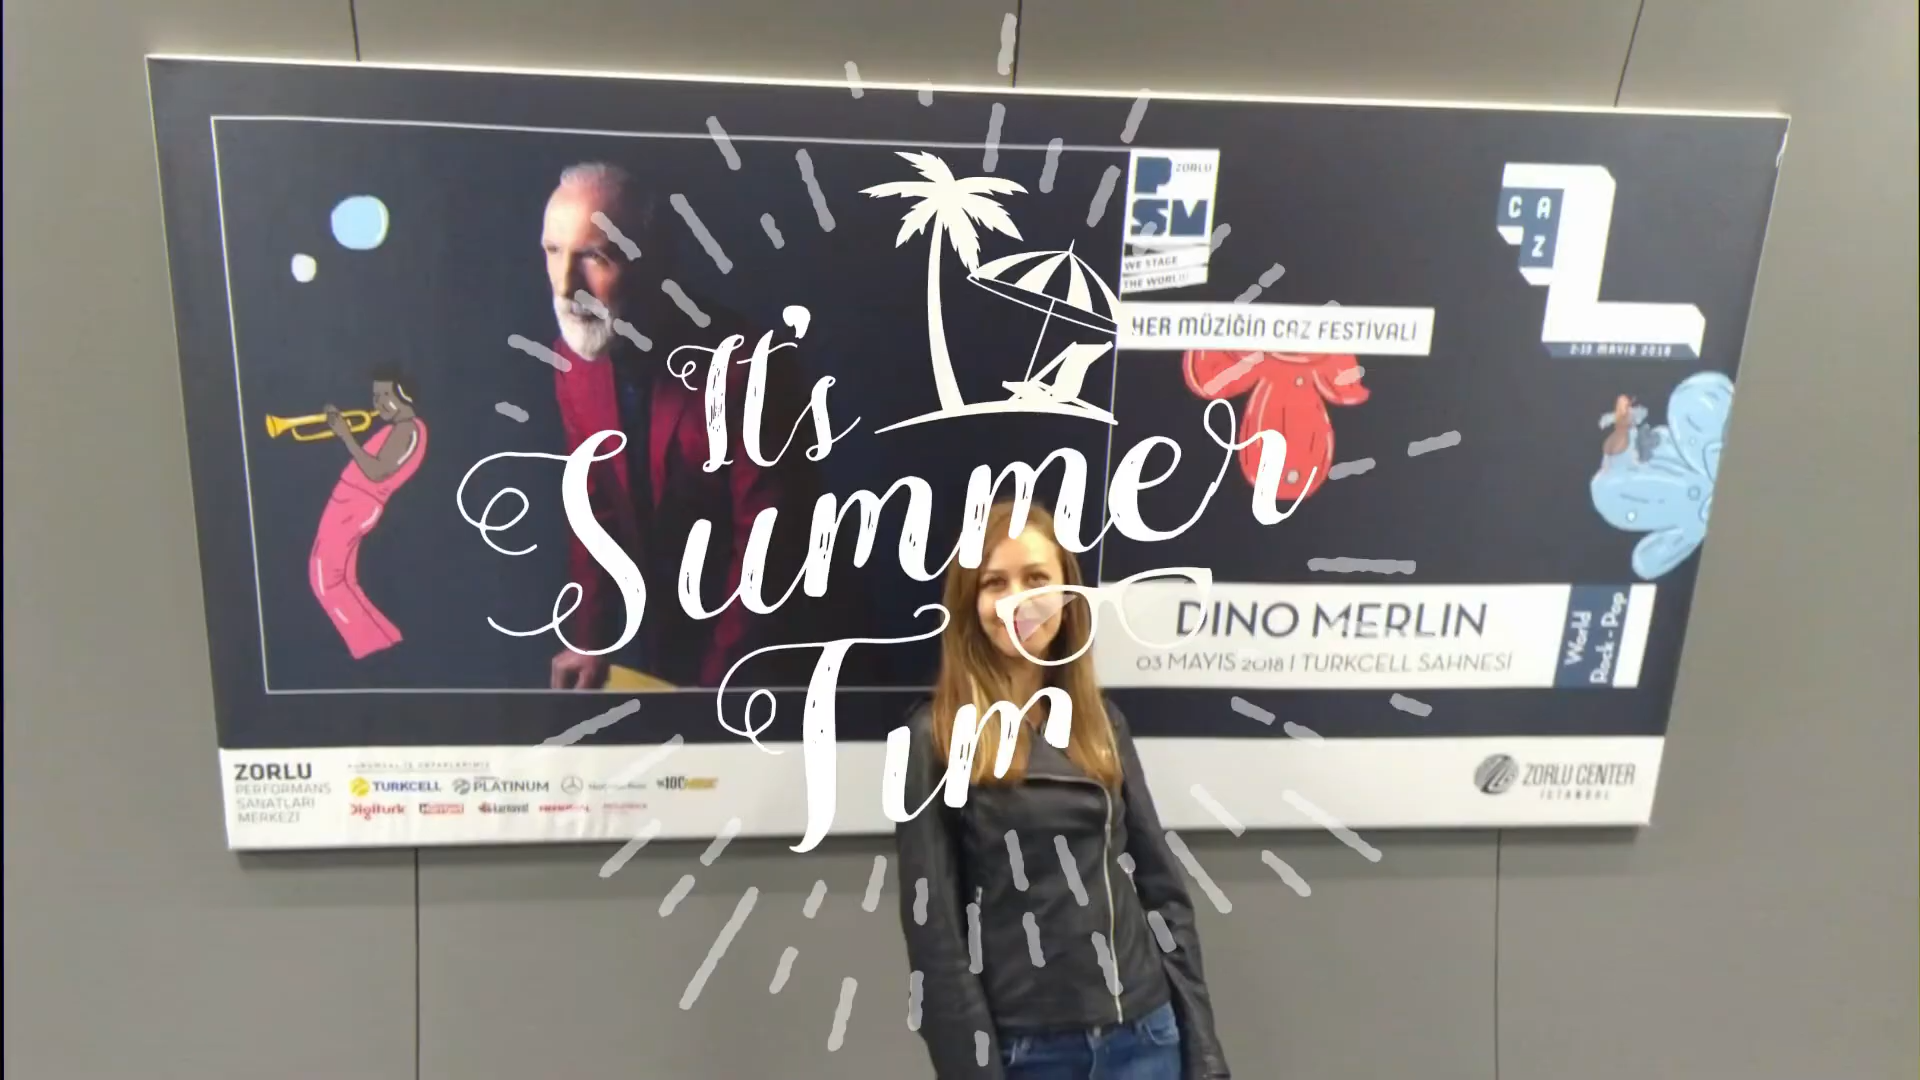 It's
Summer
Tim
ZORLU
PSM
WE STAGE
THE WORLD!
CAZ
2-13 MAYIS 2018
HER MÜZİĞİN CAZ FESTİVALİ
DINO MERLIN
03 MAYIS 2018 | TURKCELL SAHNESİ
World
Rock - Pop
ZORLU
PERFORMANS
SANATLARI
MERKEZİ
TURKCELL
PLATINUM
Digiturk
Hürriyet
karnaval
ZORLU CENTER
İSTANBUL